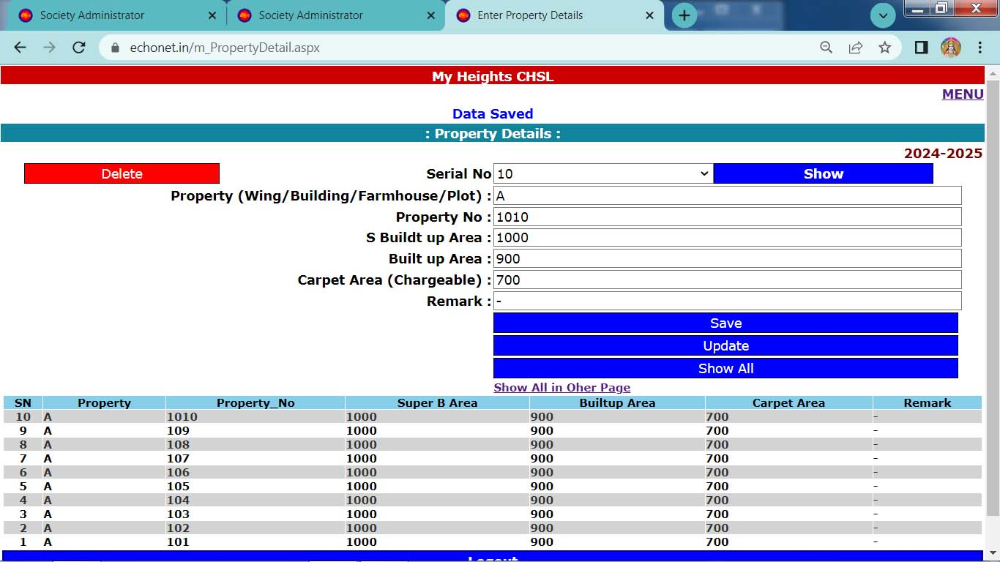 Society Administrator Society Administrator Enter Property Details
echonet.in/m_PropertyDetail.aspx
My Heights CHSL
MENU
Data Saved
: Property Details :
2024-2025
Delete Serial No 10 Show
Property (Wing/Building/Farmhouse/Plot) : A
Property No : 1010
S Buildt up Area : 1000
Built up Area : 900
Carpet Area (Chargeable) : 700
Remark : -
Save
Update
Show All
Show All in Oher Page
SN Property Property_No Super B Area Builtup Area Carpet Area Remark
10 A 1010 1000 900 700 -
9 A 109 1000 900 700 -
8 A 108 1000 900 700 -
7 A 107 1000 900 700 -
6 A 106 1000 900 700 -
5 A 105 1000 900 700 -
4 A 104 1000 900 700 -
3 A 103 1000 900 700 -
2 A 102 1000 900 700 -
1 A 101 1000 900 700 -
Logout